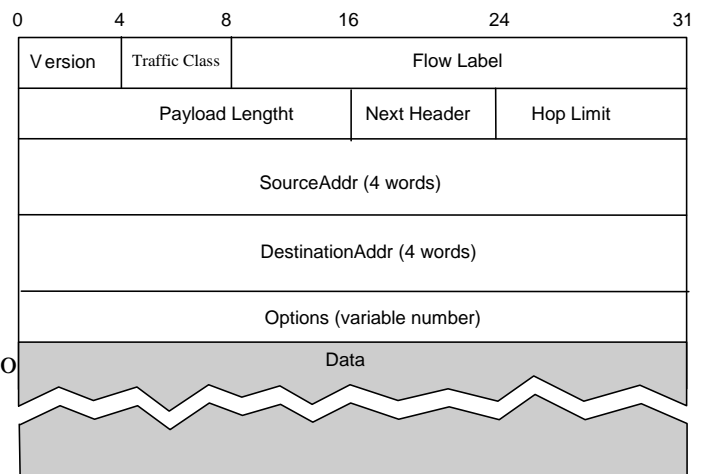 0 4 8 16 24 31
Version Traffic Class Flow Label
Payload Lengtht Next Header Hop Limit
SourceAddr (4 words)
DestinationAddr (4 words)
Options (variable number)
O Data